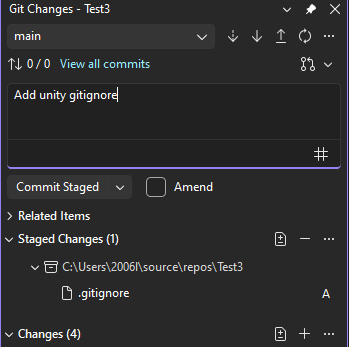 Git Changes - Test3
main
0 / 0 View all commits
Add unity gitignore
Commit Staged Amend
Related Items
Staged Changes (1)
C:\Users\2006l\source\repos\Test3
.gitignore A
Changes (4)